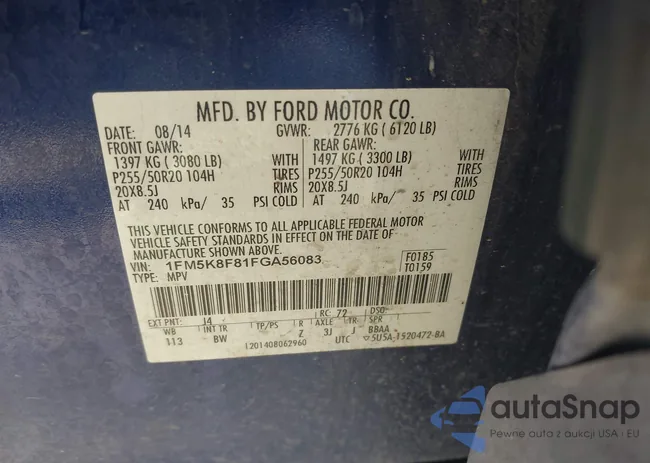 MFD. BY FORD MOTOR CO.
DATE: 08/14 GVWR: 2776 KG ( 6120 LB)
FRONT GAWR: REAR GAWR:
1397 KG ( 3080 LB) WITH 1497 KG ( 3300 LB) WITH
P255/50R20 104H TIRES P255/50R20 104H TIRES
20X8.5J RIMS 20X8.5J RIMS
AT 240 kPa/ 35 PSI COLD AT 240 kPa/ 35 PSI COLD
THIS VEHICLE CONFORMS TO ALL APPLICABLE FEDERAL MOTOR
VEHICLE SAFETY STANDARDS IN EFFECT ON THE DATE OF
MANUFACTURE SHOWN ABOVE.
VIN: 1FM5K8F81FGA56083 F0185
TYPE: MPV T0159
RC: 72 DSO:
EXT PNT: J4
WB INT TR TP/PS R AXLE TR SPR
113 BW Z 3J J BBAA
1201408062960 UTC 5U5A-1520472-BA
autoSnap
Pewne auta z aukcji USA i EU